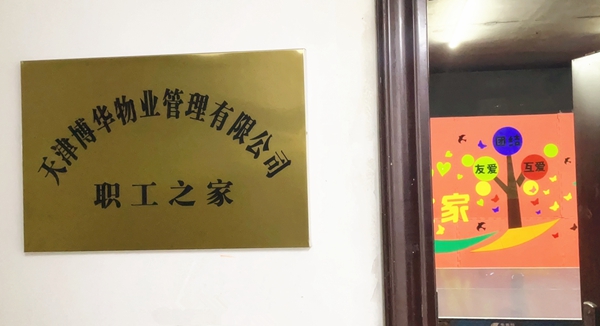 天津博华物业管理有限公司
职工之家
团结
友爱
互爱
之家